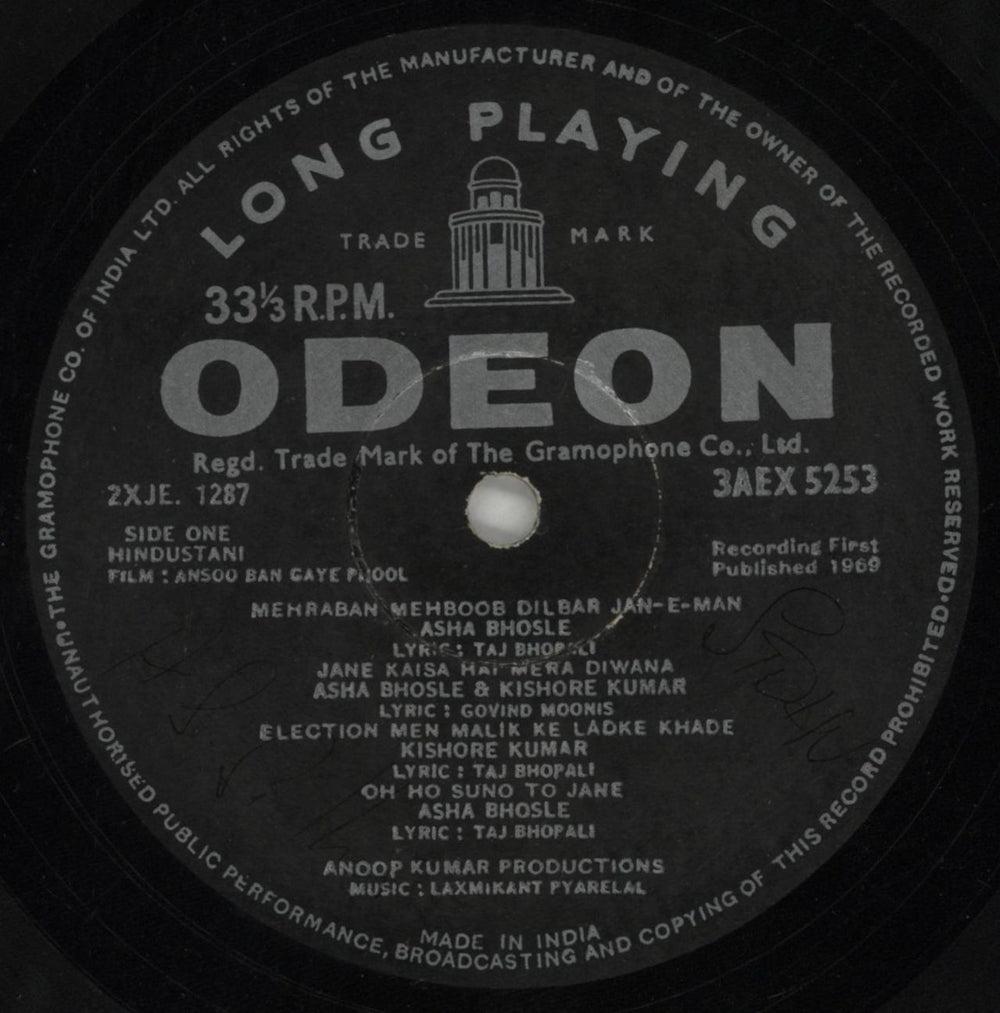 THE GRAMOPHONE CO. OF INDIA LTD. ALL RIGHTS OF THE MANUFACTURER AND OF THE OWNER OF THE RECORDED WORK RESERVED·
UNAUTHORISED PUBLIC PERFORMANCE, BROADCASTING AND COPYING OF THIS RECORD PROHIBITED·
LONG PLAYING
TRADE MARK
33⅓ R.P.M.
ODEON
Regd. Trade Mark of The Gramophone Co., Ltd.
2XJE. 1287
3AEX 5253
SIDE ONE
HINDUSTANI
FILM : ANSOO BAN GAYE PHOOL
Recording First
Published 1969
MEHRABAN MEHBOOB DILBAR JAN-E-MAN
ASHA BHOSLE
LYRIC : TAJ BHOPALI
JANE KAISA HAI MERA DIWANA
ASHA BHOSLE & KISHORE KUMAR
LYRIC : GOVIND MOONIS
ELECTION MEN MALIK KE LADKE KHADE
KISHORE KUMAR
LYRIC : TAJ BHOPALI
OH HO SUNO TO JANE
ASHA BHOSLE
LYRIC : TAJ BHOPALI
ANOOP KUMAR PRODUCTIONS
MUSIC : LAXMIKANT PYARELAL
MADE IN INDIA